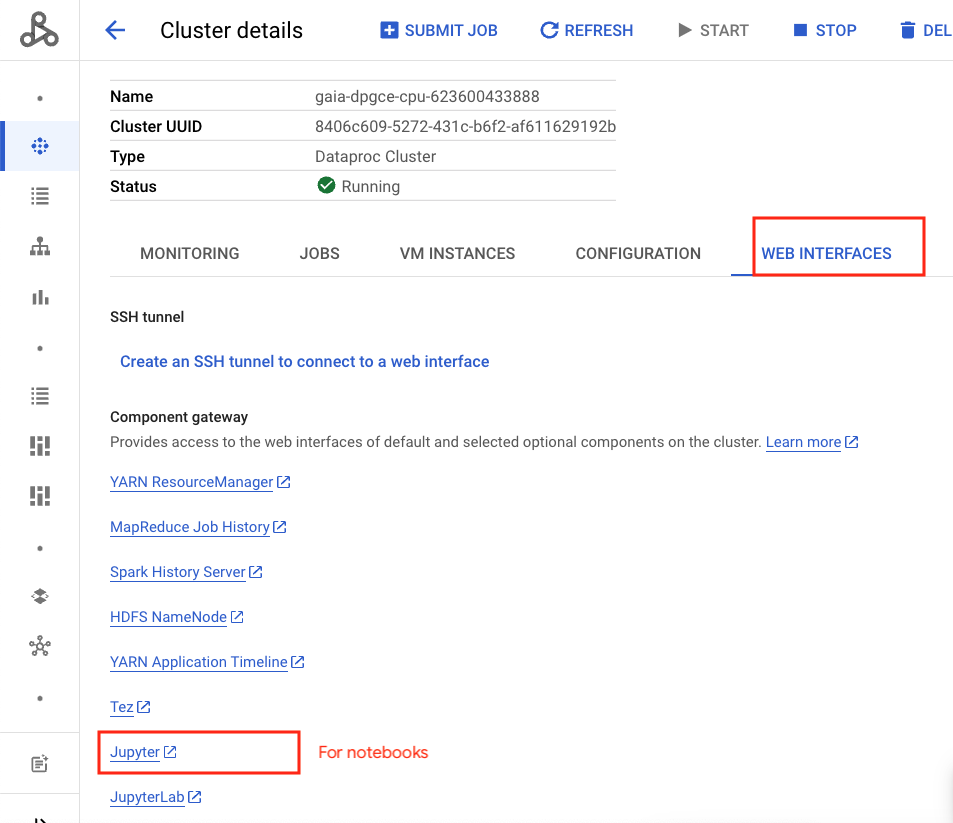 Cluster details SUBMIT JOB REFRESH START STOP DEL
Name gaia-dpgce-cpu-623600433888
Cluster UUID 8406c609-5272-431c-b6f2-af611629192b
Type Dataproc Cluster
Status Running
MONITORING JOBS VM INSTANCES CONFIGURATION WEB INTERFACES
SSH tunnel
Create an SSH tunnel to connect to a web interface
Component gateway
Provides access to the web interfaces of default and selected optional components on the cluster. Learn more
YARN ResourceManager
MapReduce Job History
Spark History Server
HDFS NameNode
YARN Application Timeline
Tez
Jupyter For notebooks
JupyterLab